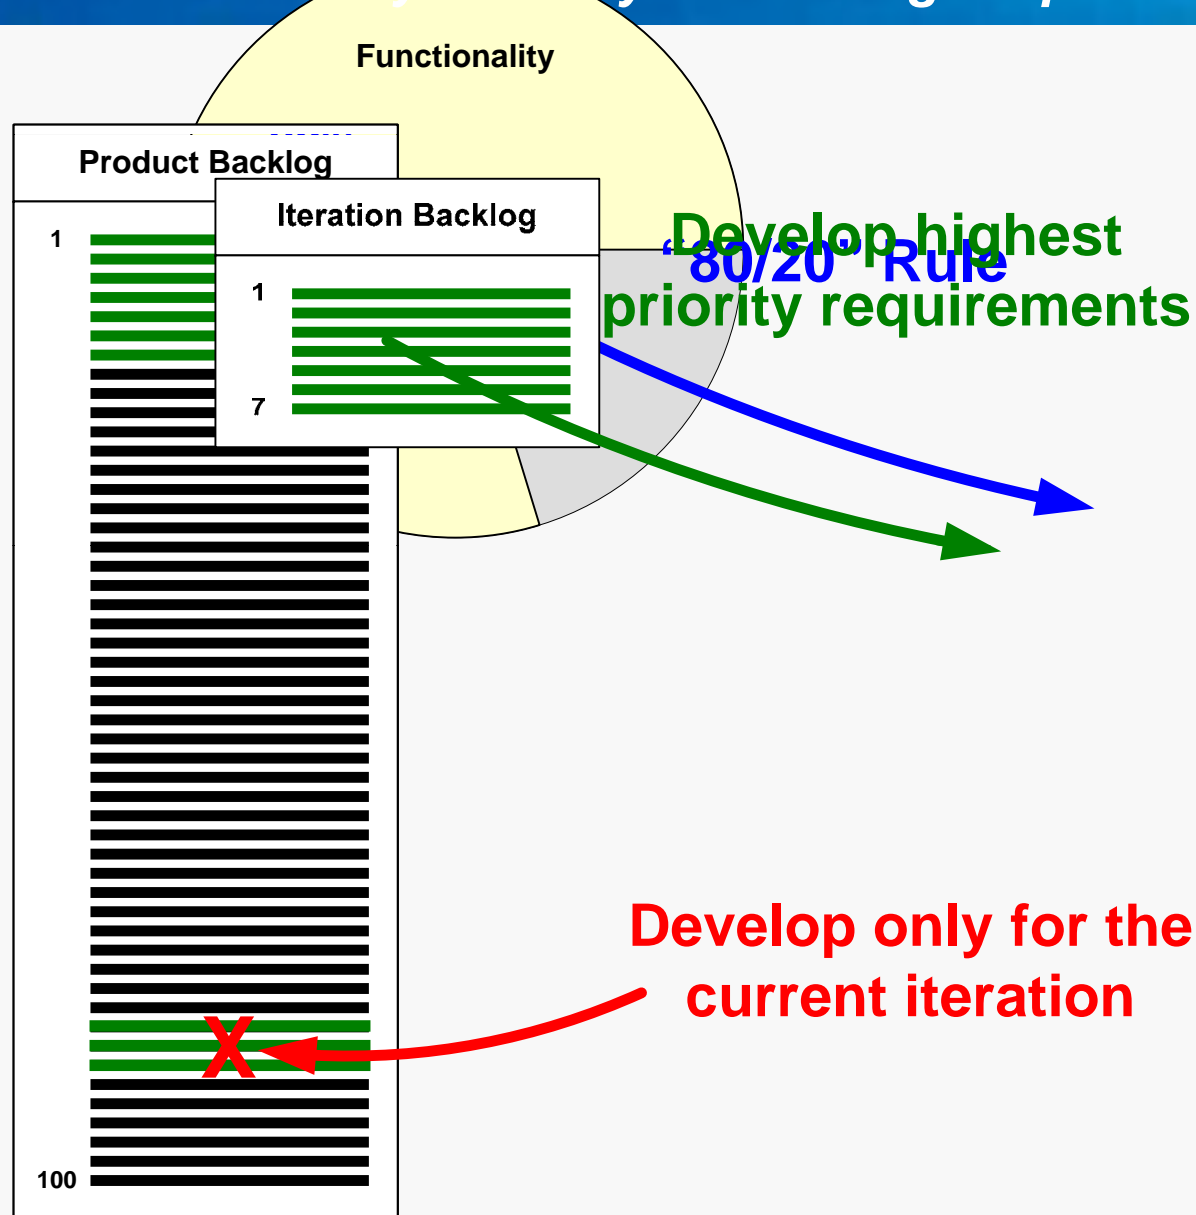 Functionality
Product Backlog
Iteration Backlog
1
1
7
"80/20" Rule
Develop highest
priority requirements
Develop only for the
current iteration
X
100